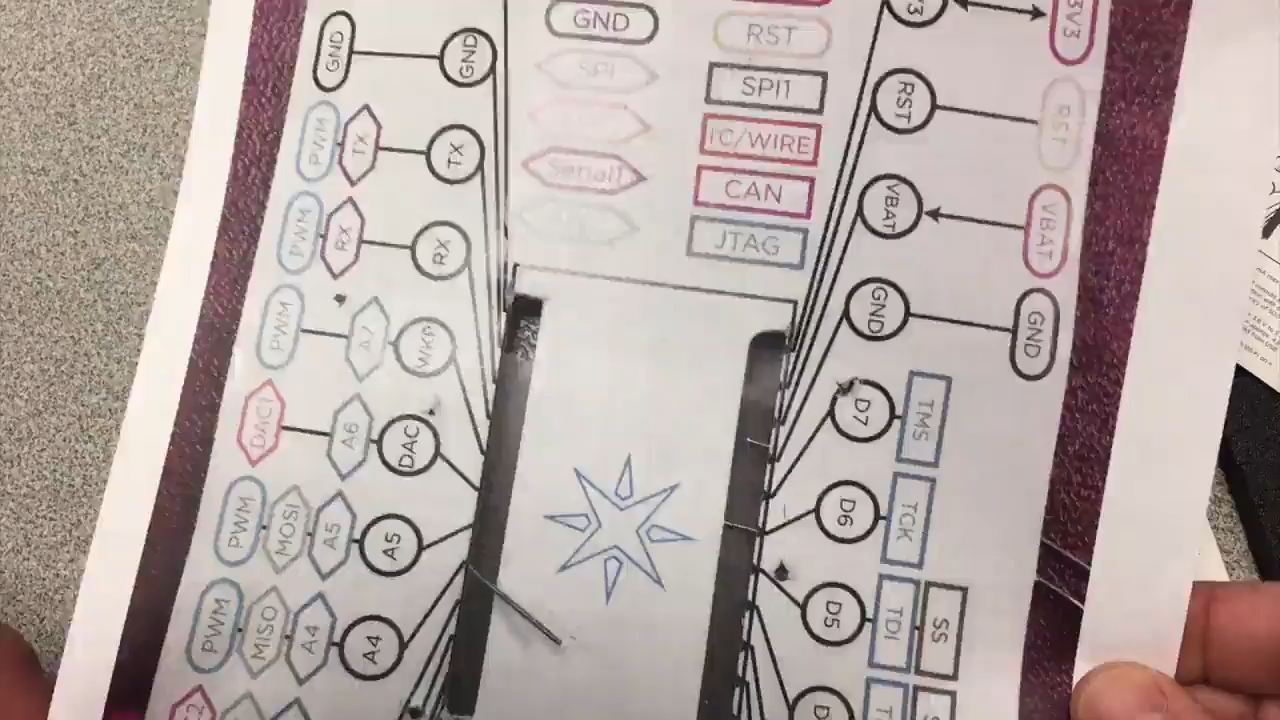 GND
RST
SPI
SPI1
I²C/WIRE
Serial1
CAN
JTAG
GND GND
PWM TX TX
PWM RX RX
PWM A7 WKP
DAC1 A6 DAC
PWM MOSI A5 A5
PWM MISO A4 A4
3V3
RST RST
VBAT VBAT
GND GND
D7 TMS
D6 TCK
D5 TDI SS